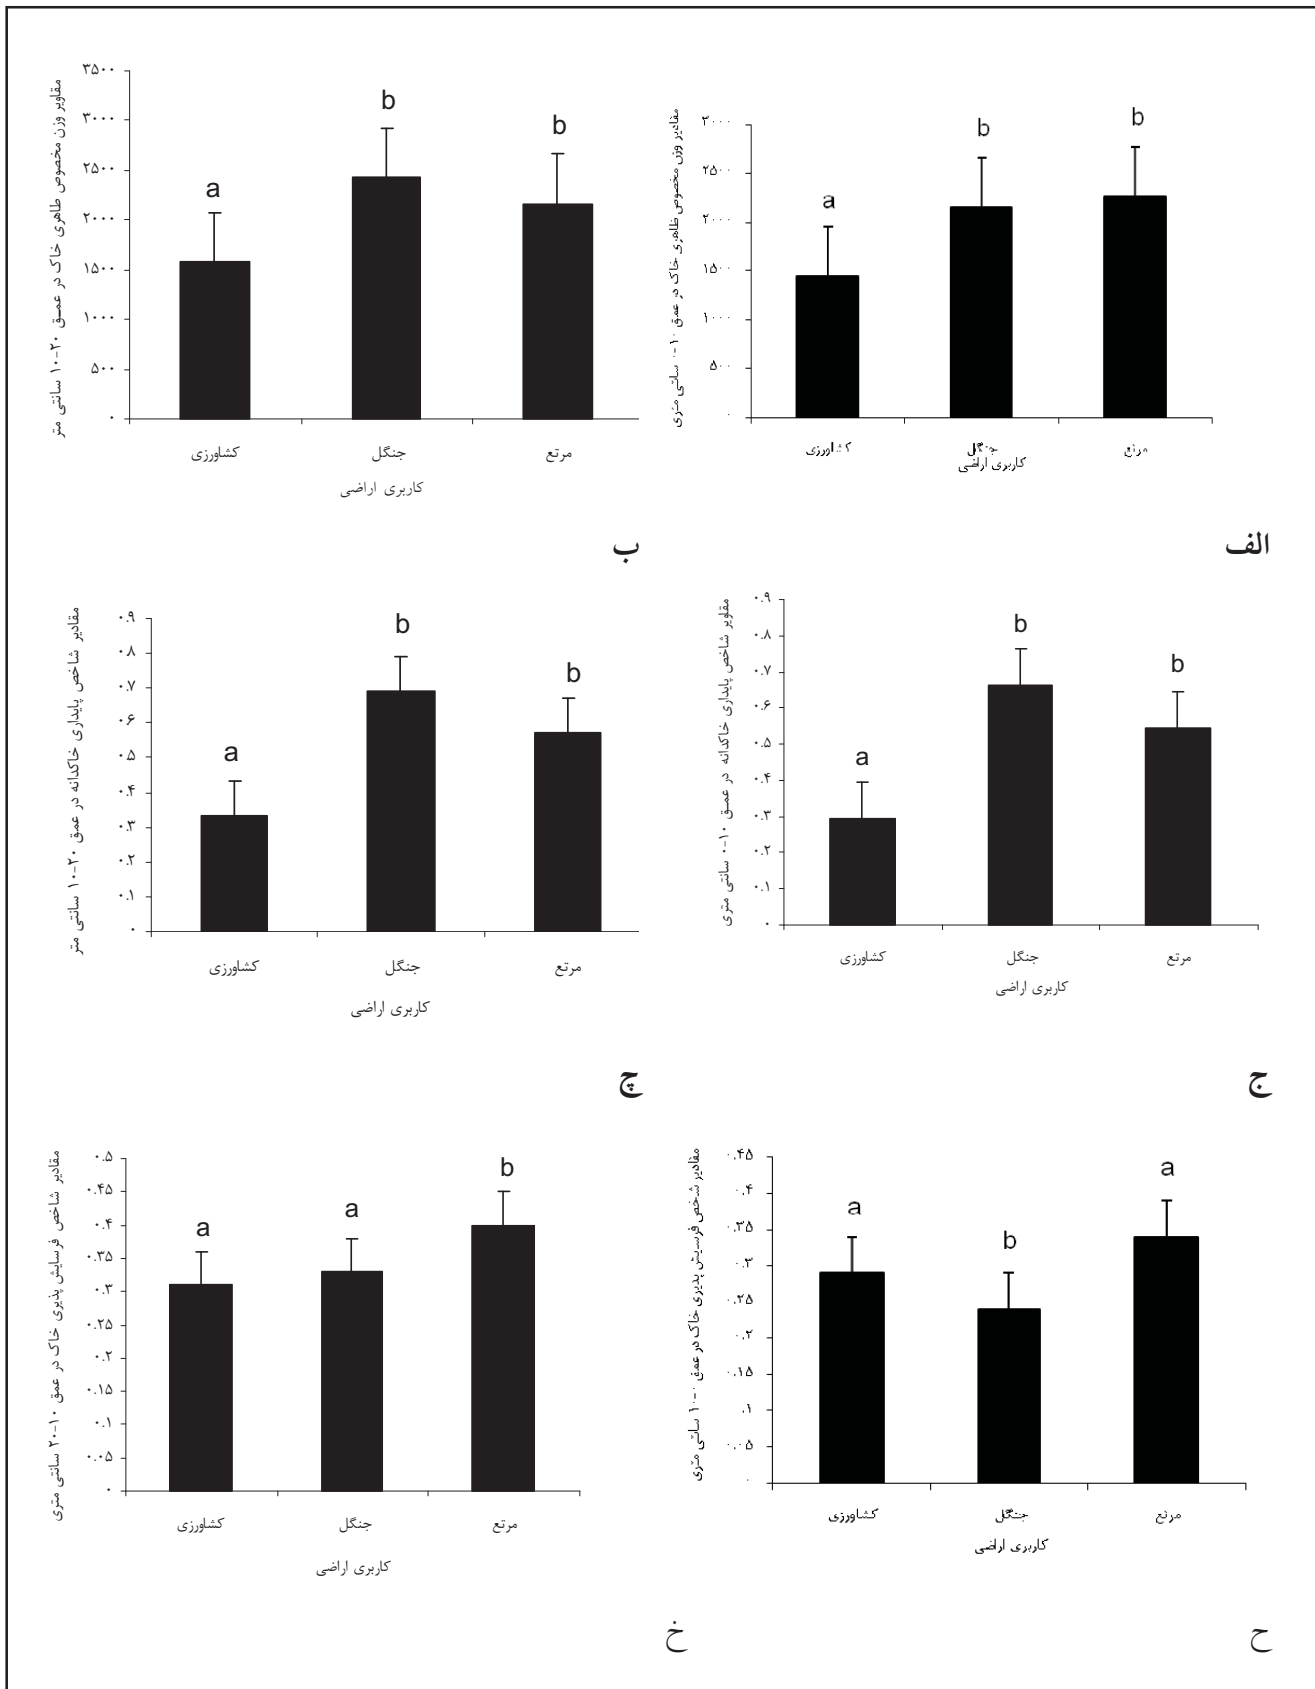 مقادیر وزن مخصوص ظاهری خاک در عمق ۱۰-۰ سانتی متری
۳۰۰۰
۲۵۰۰
۲۰۰۰
۱۵۰۰
۱۰۰۰
۵۰۰
۰
a
b
b
کشاورزی
جنگل
مرتع
کاربری اراضی
الف
مقاویر وزن مخصوص ظاهری خاک در عمق ۲۰-۱۰ سانتی متر
۳۵۰۰
۳۰۰۰
۲۵۰۰
۲۰۰۰
۱۵۰۰
۱۰۰۰
۵۰۰
۰
a
b
b
کشاورزی
جنگل
مرتع
کاربری اراضی
ب
مقاویر شاخص پایداری خاکدانه در عمق ۱۰-۰ سانتی متری
۰.۹
۰.۸
۰.۷
۰.۶
۰.۵
۰.۴
۰.۳
۰.۲
۰.۱
۰
a
b
b
کشاورزی
جنگل
مرتع
کاربری اراضی
ج
مقادیر شاخص پایداری خاکدانه در عمق ۲۰-۱۰ سانتی متر
۰.۹
۰.۸
۰.۷
۰.۶
۰.۵
۰.۴
۰.۳
۰.۲
۰.۱
۰
a
b
b
کشاورزی
جنگل
مرتع
کاربری اراضی
چ
مقادیر شخص فرسایش پذیری خاک در عمق ۱۰-۰ سانتی متری
۰.۴۵
۰.۴
۰.۳۵
۰.۳
۰.۲۵
۰.۲
۰.۱۵
۰.۱
۰.۰۵
۰
a
b
a
کشاورزی
جنگل
مرتع
کاربری اراضی
ح
مقادیر شاخص فرسایش پذیری خاک در عمق ۱۰-۲۰ سانتی متری
۰.۵
۰.۴۵
۰.۴
۰.۳۵
۰.۳
۰.۲۵
۰.۲
۰.۱۵
۰.۱
۰.۰۵
۰
a
a
b
کشاورزی
جنگل
مرتع
کاربری اراضی
خ